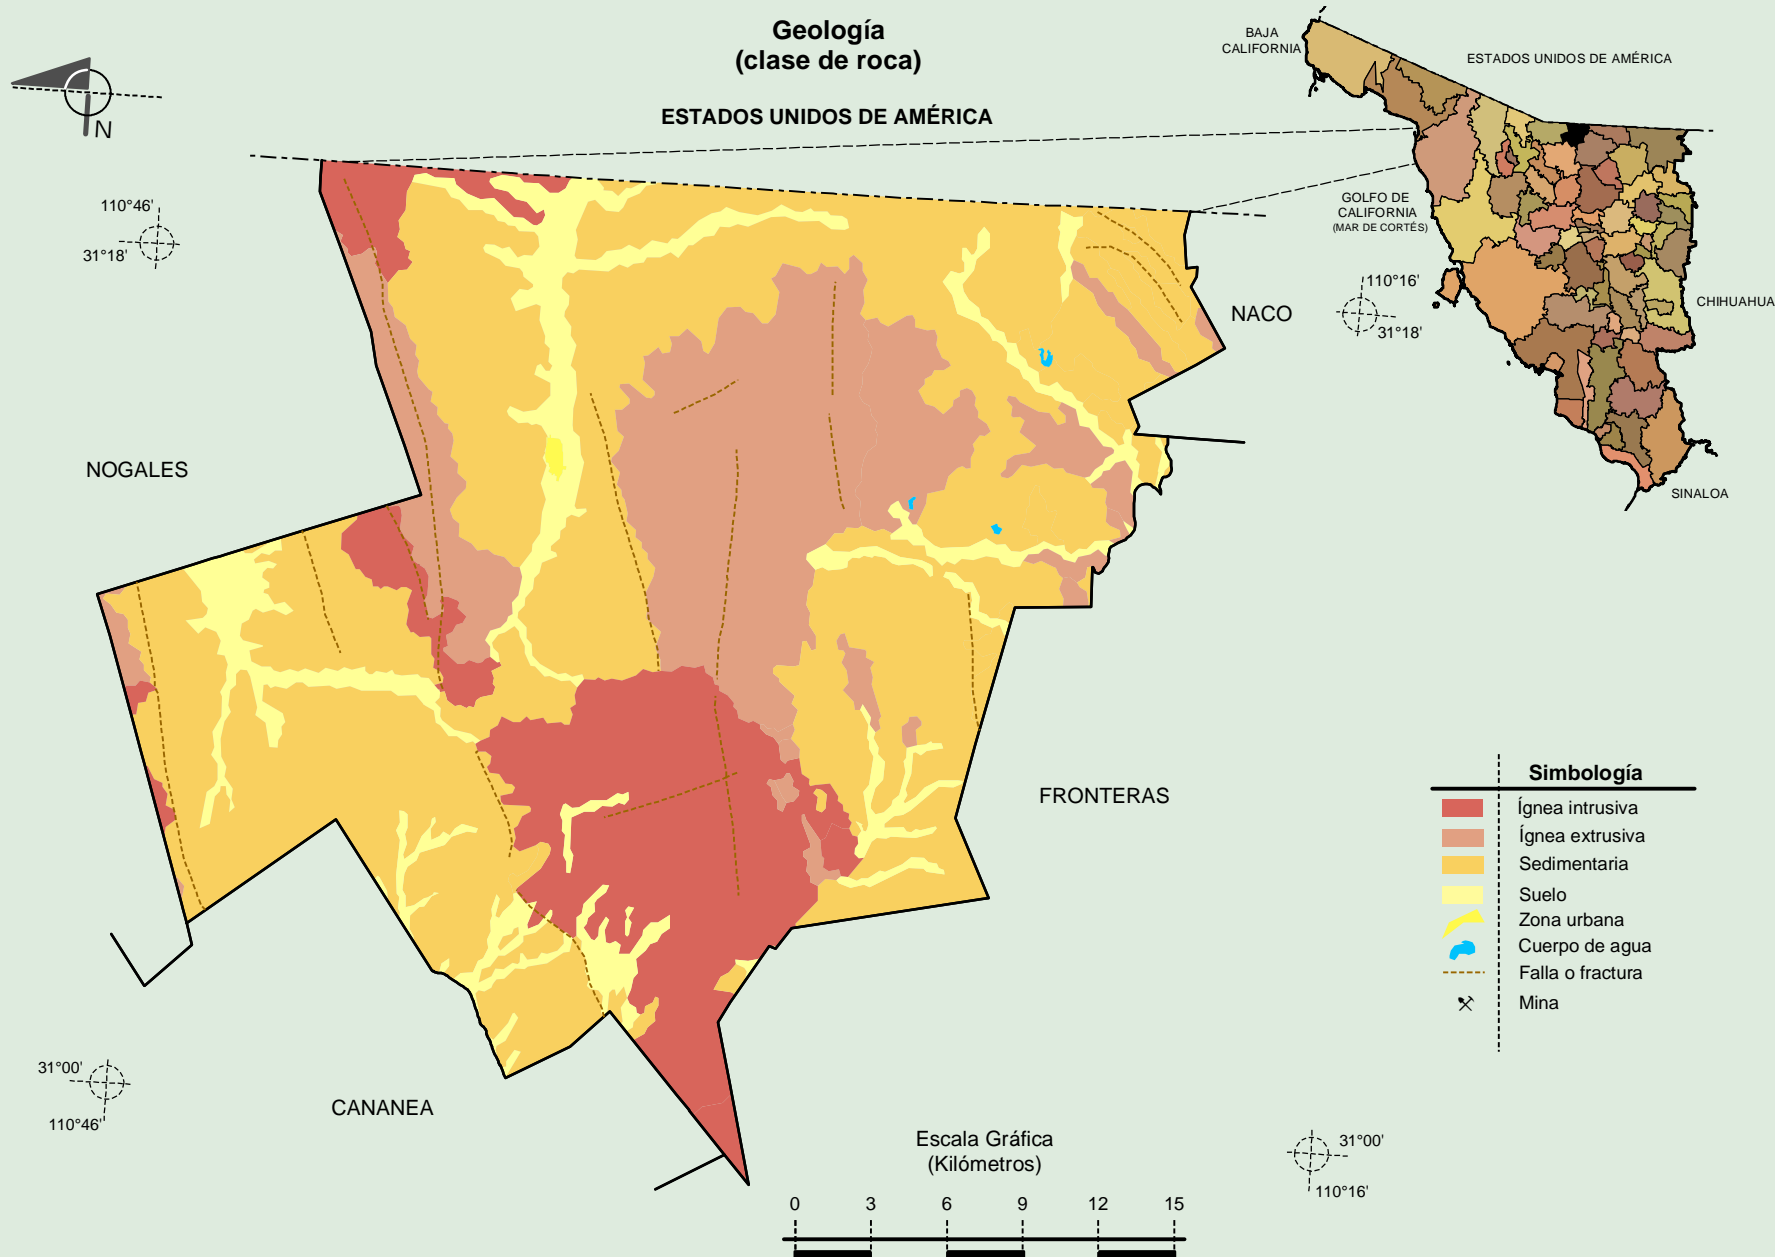 Geología
(clase de roca)
ESTADOS UNIDOS DE AMÉRICA
N
110°46'
31°18'
NOGALES
NACO
110°16'
31°18'
FRONTERAS
CANANEA
31°00'
110°46'
31°00'
110°16'
BAJA
CALIFORNIA
ESTADOS UNIDOS DE AMÉRICA
GOLFO DE
CALIFORNIA
(MAR DE CORTÉS)
CHIHUAHUA
SINALOA
Simbología
Ígnea intrusiva
Ígnea extrusiva
Sedimentaria
Suelo
Zona urbana
Cuerpo de agua
Falla o fractura
Mina
Escala Gráfica
(Kilómetros)
0 3 6 9 12 15